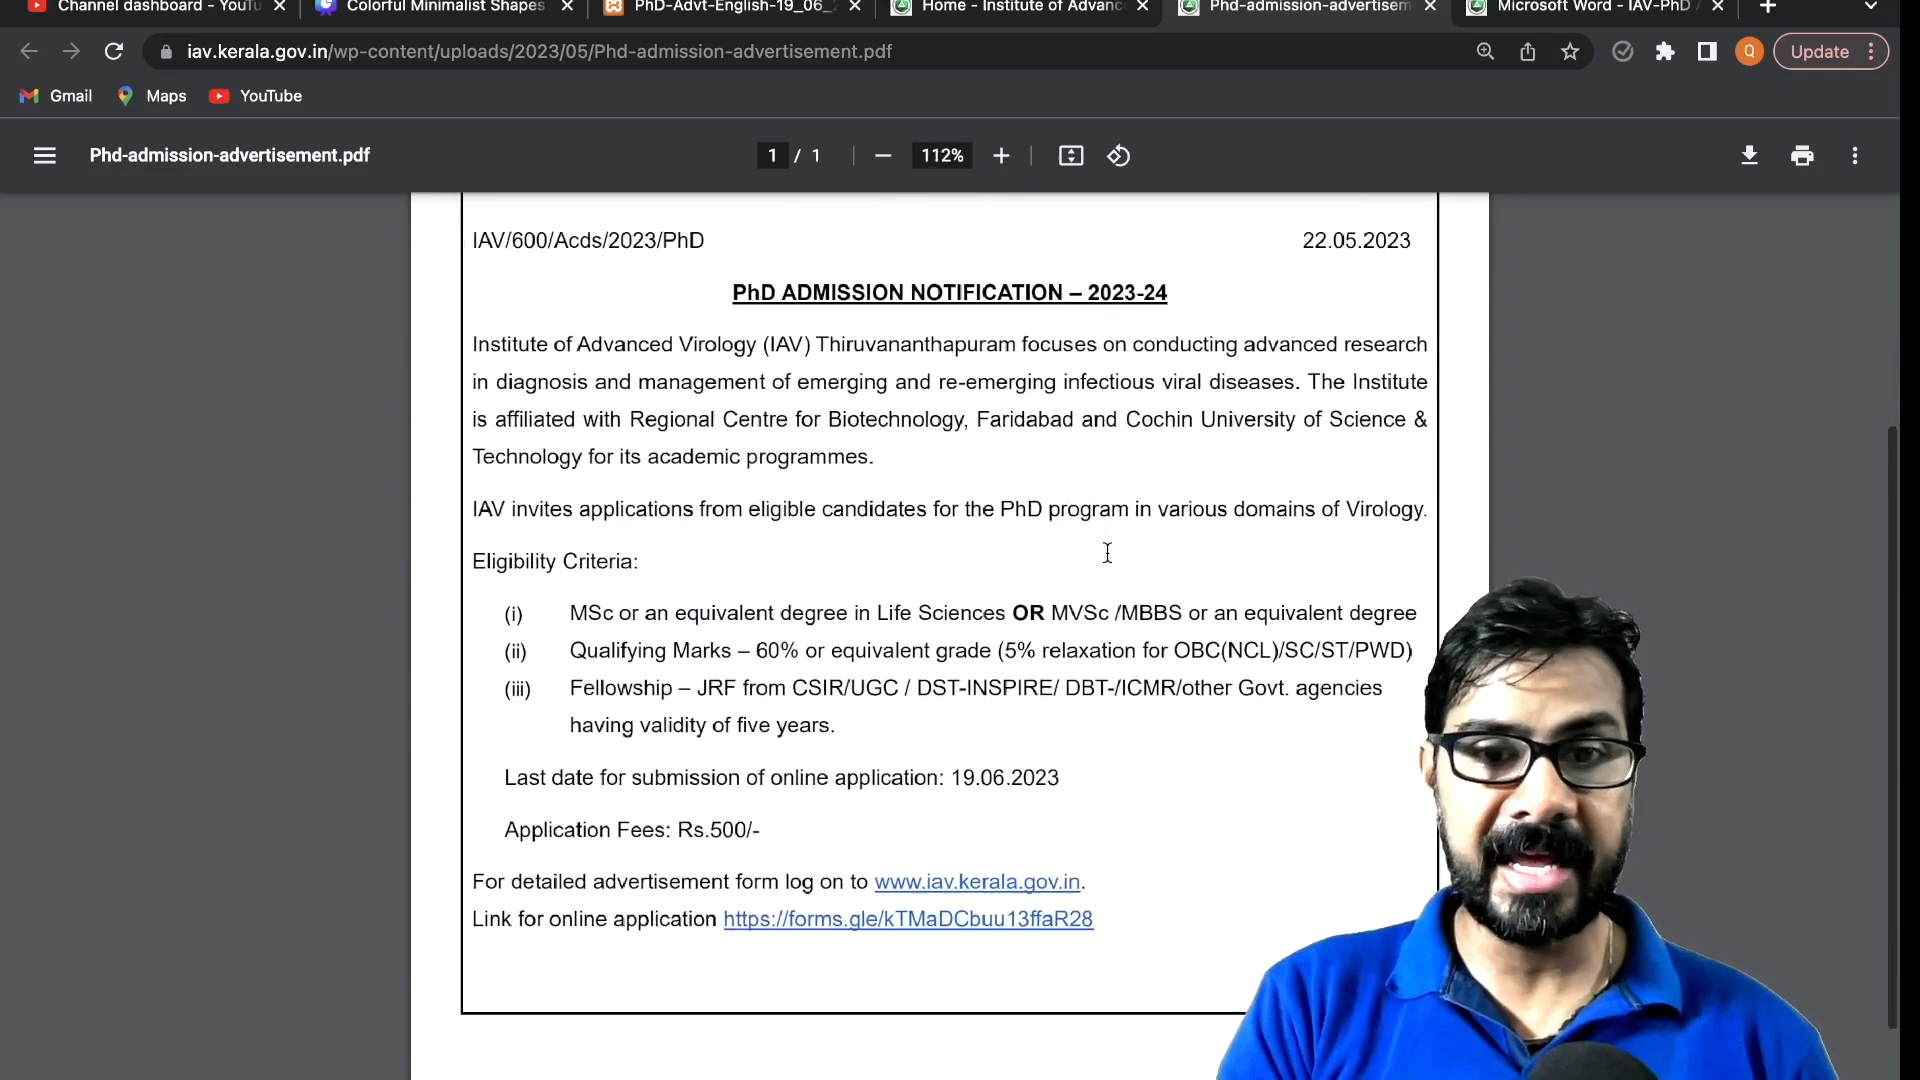 Channel dashboard - YouTu
Colorful Minimalist Shapes
PhD-Advt-English-19_06_2
Home - Institute of Advanc
Phd-admission-advertisem
Microsoft Word - IAV-PhD A
iav.kerala.gov.in/wp-content/uploads/2023/05/Phd-admission-advertisement.pdf
Q
Update
Gmail
Maps
YouTube
Phd-admission-advertisement.pdf
1 / 1
112%
IAV/600/Acds/2023/PhD
22.05.2023
PhD ADMISSION NOTIFICATION – 2023-24
Institute of Advanced Virology (IAV) Thiruvananthapuram focuses on conducting advanced research
in diagnosis and management of emerging and re-emerging infectious viral diseases. The Institute
is affiliated with Regional Centre for Biotechnology, Faridabad and Cochin University of Science &
Technology for its academic programmes.
IAV invites applications from eligible candidates for the PhD program in various domains of Virology.
Eligibility Criteria:
(i) MSc or an equivalent degree in Life Sciences OR MVSc /MBBS or an equivalent degree
(ii) Qualifying Marks – 60% or equivalent grade (5% relaxation for OBC(NCL)/SC/ST/PWD)
(iii) Fellowship – JRF from CSIR/UGC / DST-INSPIRE/ DBT-/ICMR/other Govt. agencies
having validity of five years.
Last date for submission of online application: 19.06.2023
Application Fees: Rs.500/-
For detailed advertisement form log on to www.iav.kerala.gov.in.
Link for online application https://forms.gle/kTMaDCbuu13ffaR28